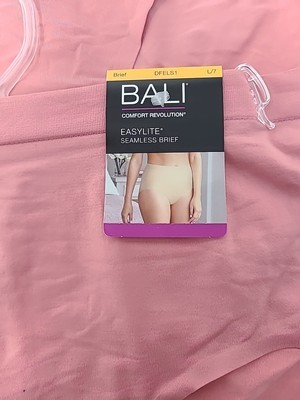 Brief DFELS1 L/7
BALI
COMFORT REVOLUTION®
EASYLITE®
SEAMLESS BRIEF